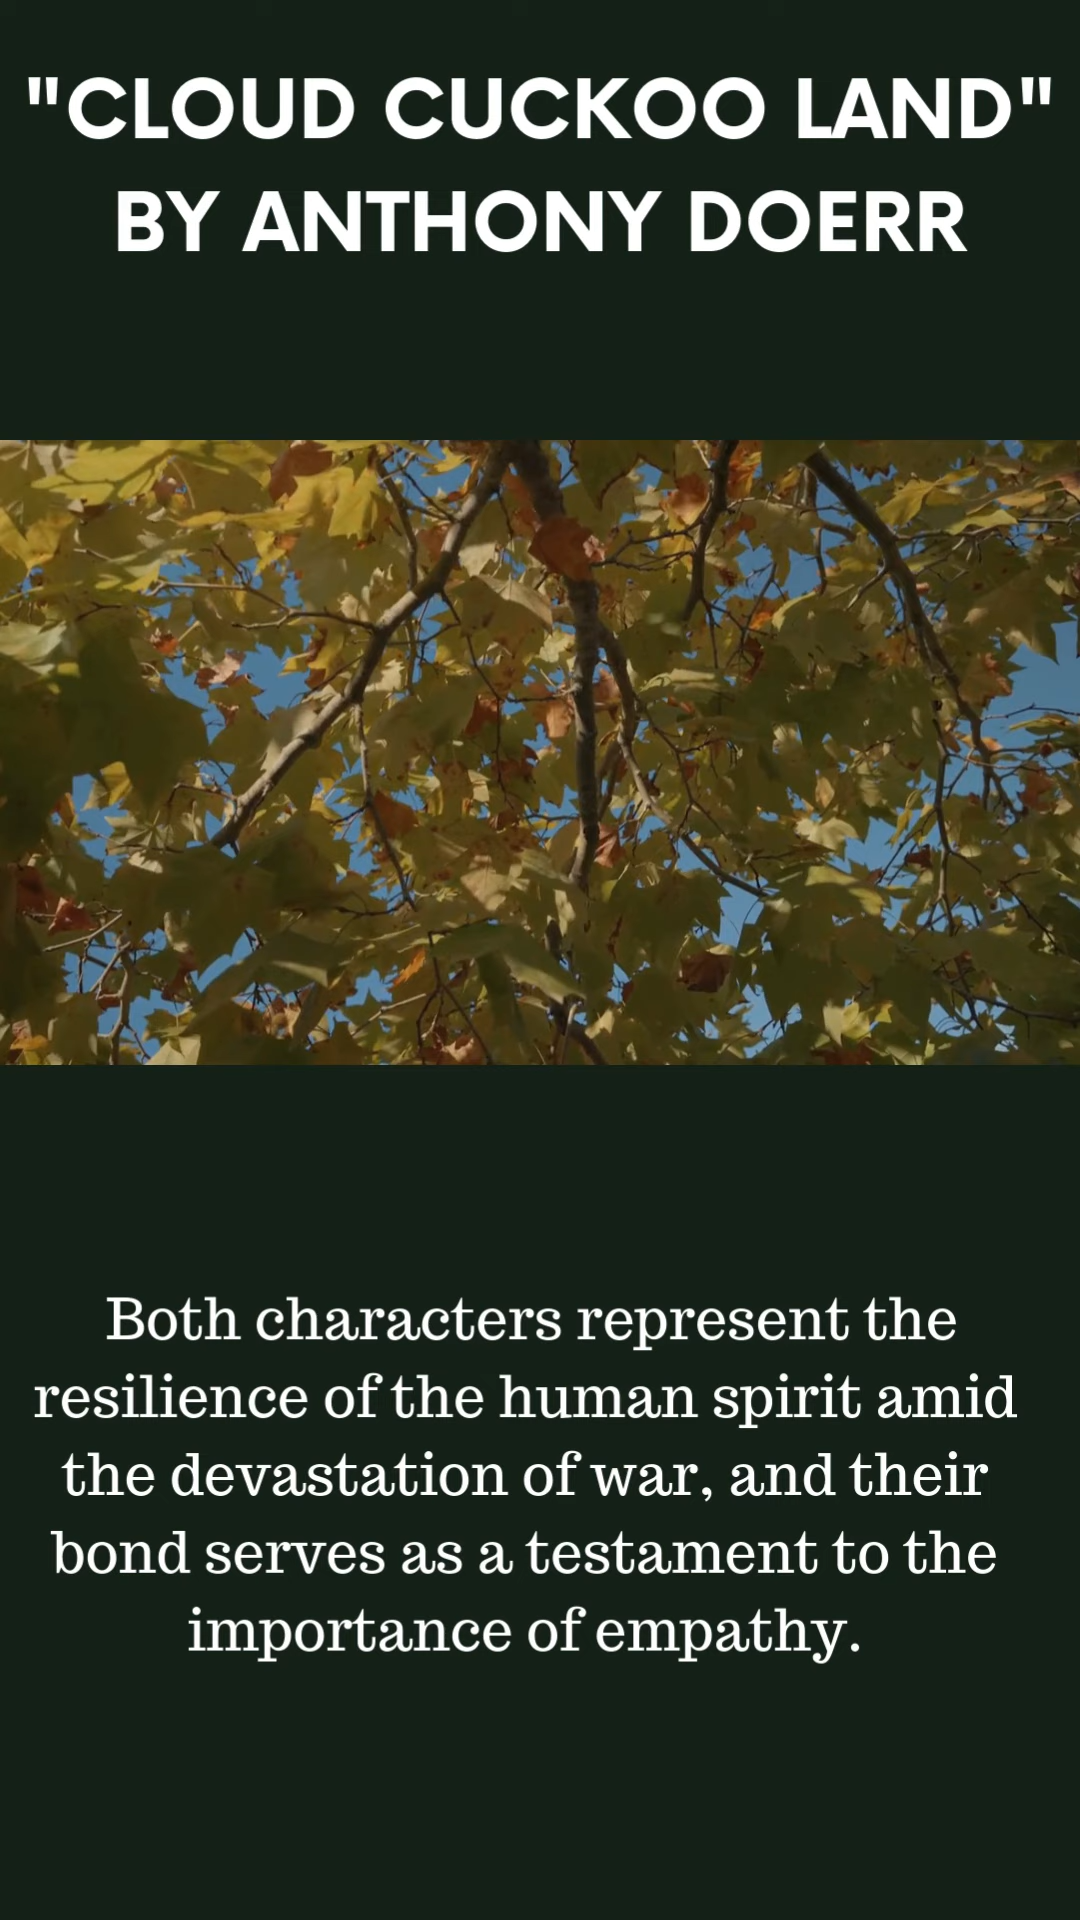 "CLOUD CUCKOO LAND"
BY ANTHONY DOERR
Both characters represent the
resilience of the human spirit amid
the devastation of war, and their
bond serves as a testament to the
importance of empathy.